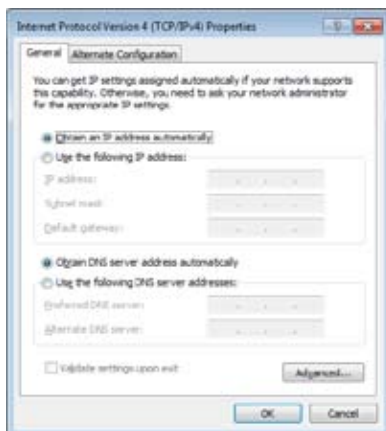 Internet Protocol Version 4 (TCP/IPv4) Properties
General
Alternate Configuration
You can get IP settings assigned automatically if your network supports
this capability. Otherwise, you need to ask your network administrator
for the appropriate IP settings.
Obtain an IP address automatically
Use the following IP address:
IP address:
Subnet mask:
Default gateway:
Obtain DNS server address automatically
Use the following DNS server addresses:
Preferred DNS server:
Alternate DNS server:
Validate settings upon exit
Advanced...
OK
Cancel